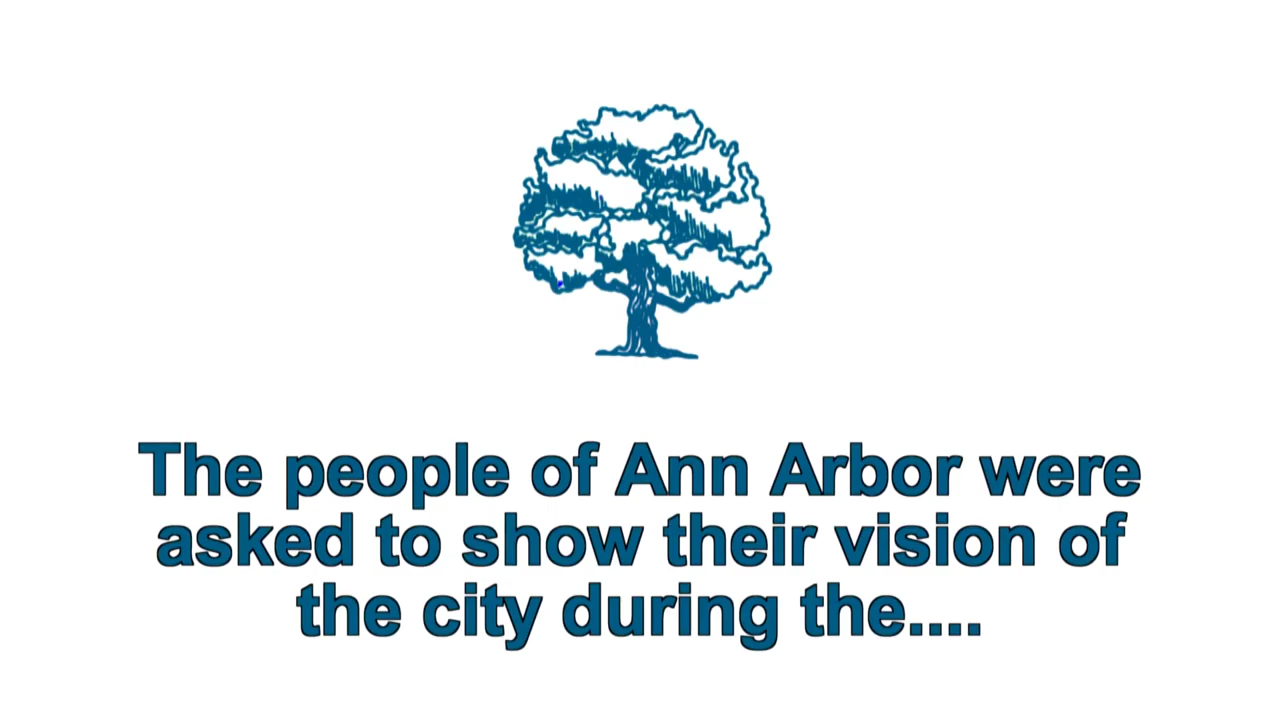 The people of Ann Arbor were
asked to show their vision of
the city during the....